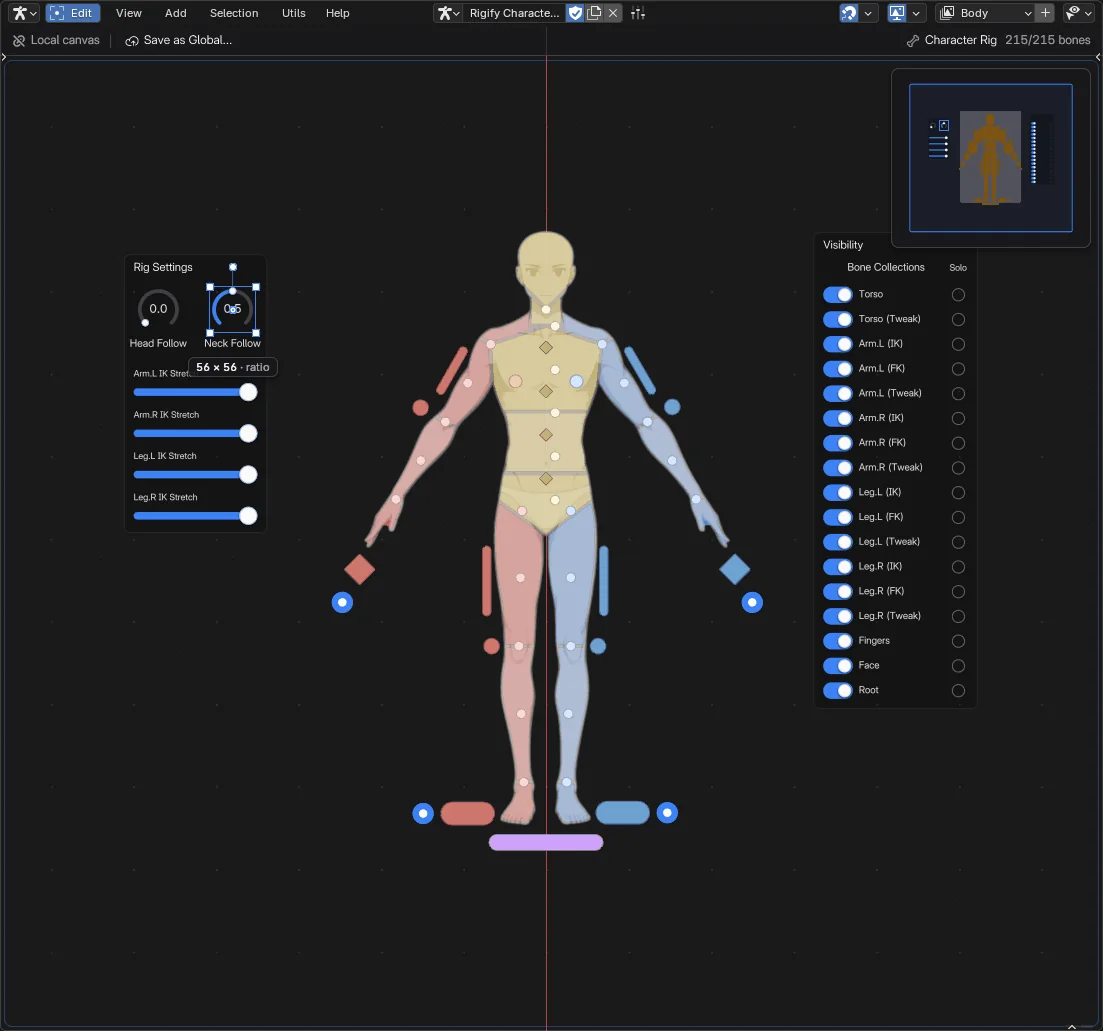 Edit View Add Selection Utils Help Rigify Characte... Body
Local canvas Save as Global... Character Rig 215/215 bones
Rig Settings
0.0 0.5
Head Follow Neck Follow
56 × 56 · ratio
Arm.L IK Stretc
Arm.R IK Stretch
Leg.L IK Stretch
Leg.R IK Stretch
Visibility
Bone Collections Solo
Torso
Torso (Tweak)
Arm.L (IK)
Arm.L (FK)
Arm.L (Tweak)
Arm.R (IK)
Arm.R (FK)
Arm.R (Tweak)
Leg.L (IK)
Leg.L (FK)
Leg.L (Tweak)
Leg.R (IK)
Leg.R (FK)
Leg.R (Tweak)
Fingers
Face
Root